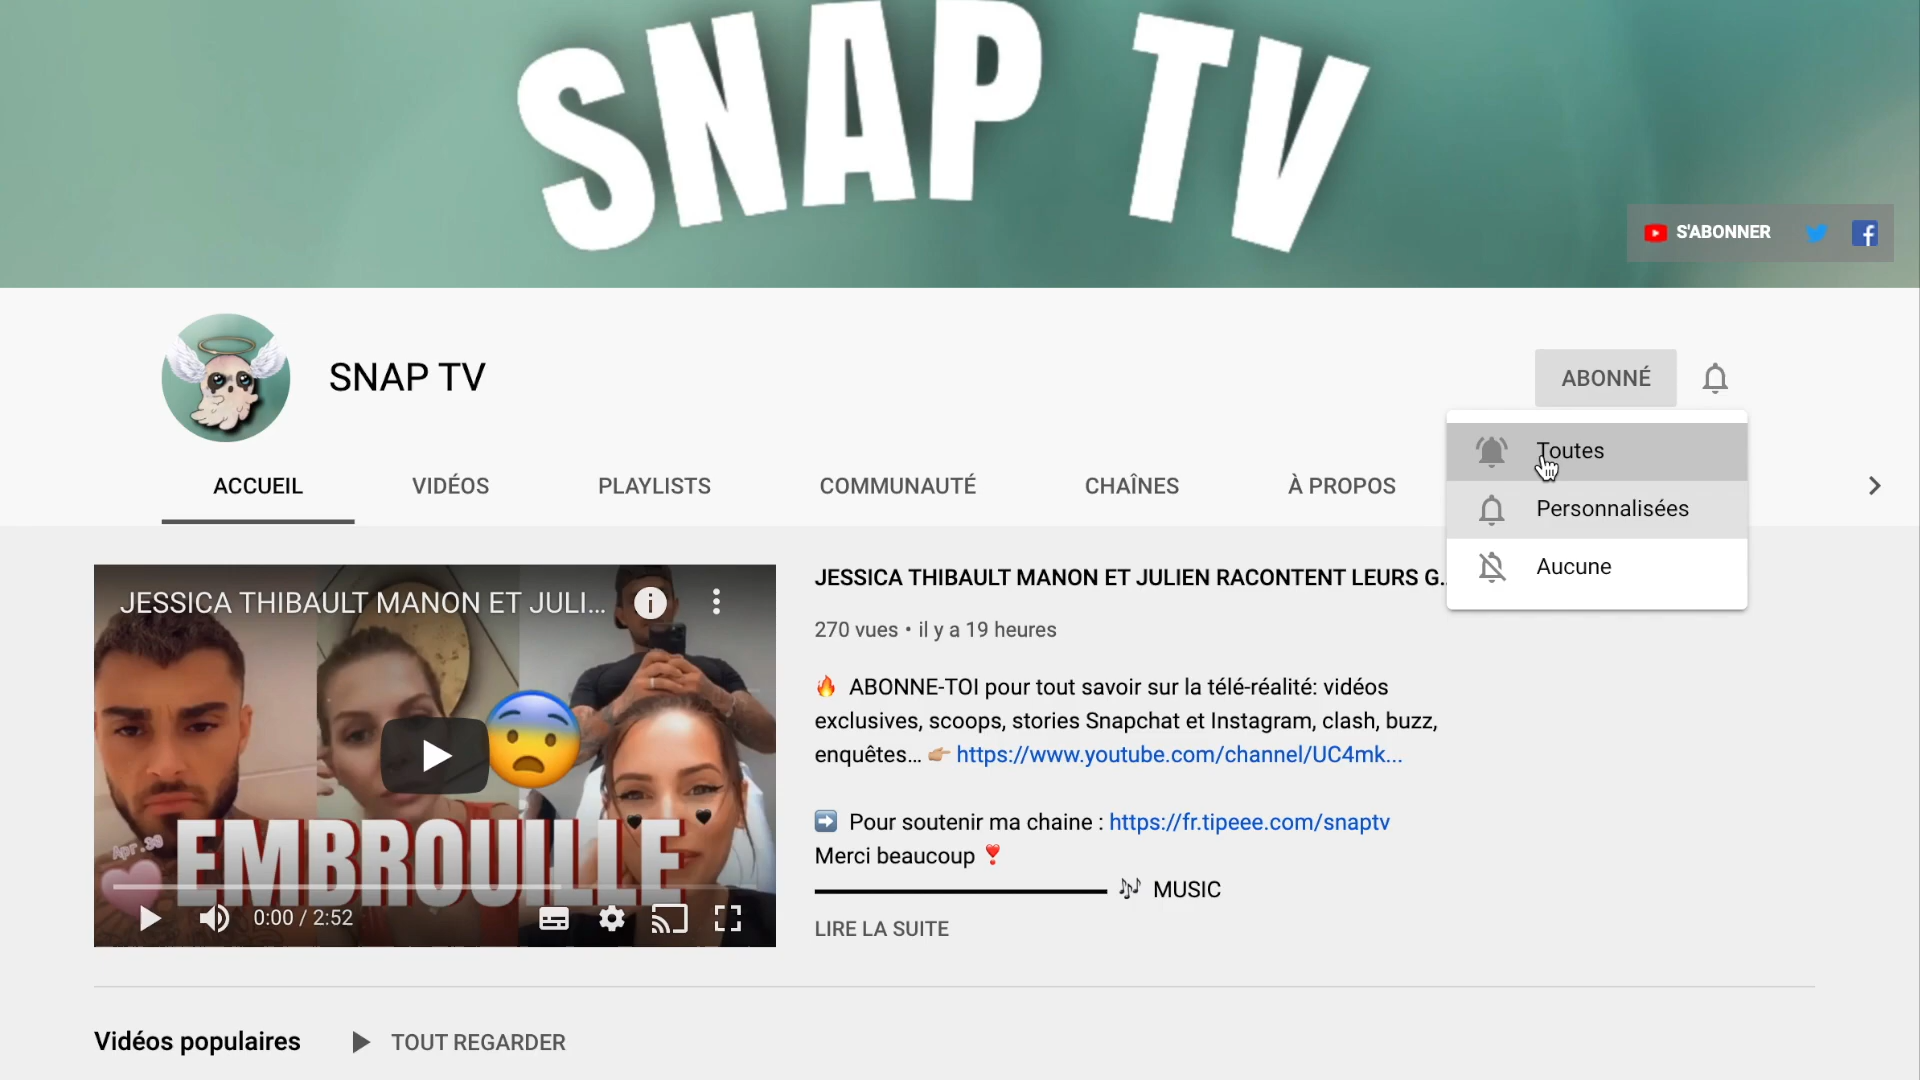 SNAP TV
S'ABONNER
SNAP TV
ABONNÉ
Toutes
Personnalisées
Aucune
ACCUEIL
VIDÉOS
PLAYLISTS
COMMUNAUTÉ
CHAÎNES
À PROPOS
JESSICA THIBAULT MANON ET JULI...
Apr.30
EMBROUILLE
0:00 / 2:52
JESSICA THIBAULT MANON ET JULIEN RACONTENT LEURS G..
270 vues • il y a 19 heures
🔥 ABONNE-TOI pour tout savoir sur la télé-réalité: vidéos
exclusives, scoops, stories Snapchat et Instagram, clash, buzz,
enquêtes... 👉🏼 https://www.youtube.com/channel/UC4mk...
➡️ Pour soutenir ma chaine : https://fr.tipeee.com/snaptv
Merci beaucoup ❣️
🎶 MUSIC
LIRE LA SUITE
Vidéos populaires
TOUT REGARDER